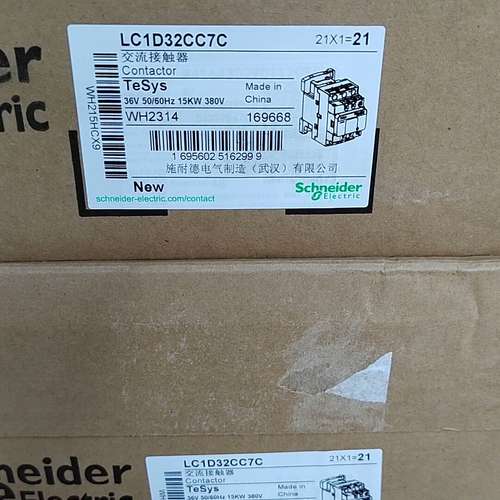 er
ric
LC1D32CC7C 21X1=21
交流接触器
Contactor
TeSys Made in
36V 50/60Hz 15KW 380V China
WH2314 169668
1 695602 516299 9
施耐德电气制造（武汉）有限公司
New Schneider
Electric
schneider-electric.com/contact
WH215HCX9
hneider
Electric
LC1D32CC7C 21X1=21
交流接触器
Contactor
TeSys Made in
36V 50/60Hz 15KW 380V China